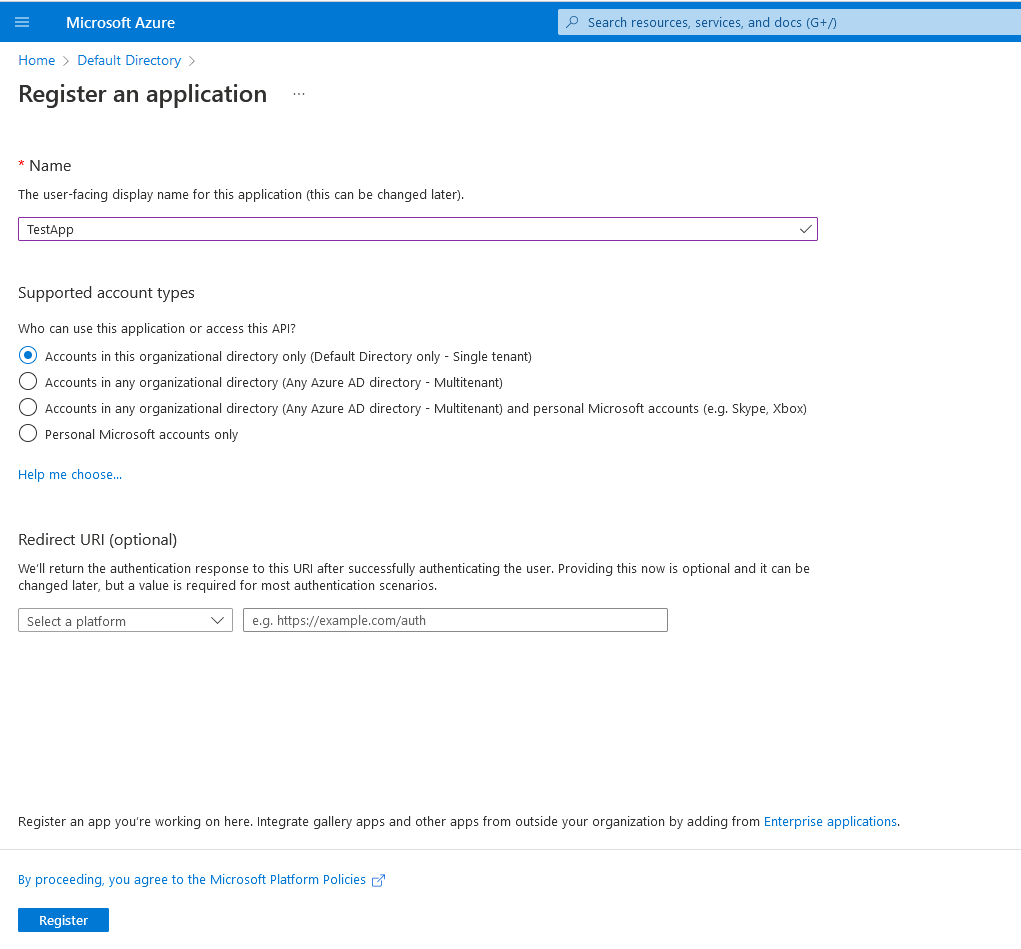 Microsoft Azure
Search resources, services, and docs (G+/)
Home > Default Directory >
Register an application ...
* Name
The user-facing display name for this application (this can be changed later).
TestApp
Supported account types
Who can use this application or access this API?
Accounts in this organizational directory only (Default Directory only - Single tenant)
Accounts in any organizational directory (Any Azure AD directory - Multitenant)
Accounts in any organizational directory (Any Azure AD directory - Multitenant) and personal Microsoft accounts (e.g. Skype, Xbox)
Personal Microsoft accounts only
Help me choose...
Redirect URI (optional)
We'll return the authentication response to this URI after successfully authenticating the user. Providing this now is optional and it can be
changed later, but a value is required for most authentication scenarios.
Select a platform
e.g. https://example.com/auth
Register an app you're working on here. Integrate gallery apps and other apps from outside your organization by adding from Enterprise applications.
By proceeding, you agree to the Microsoft Platform Policies
Register